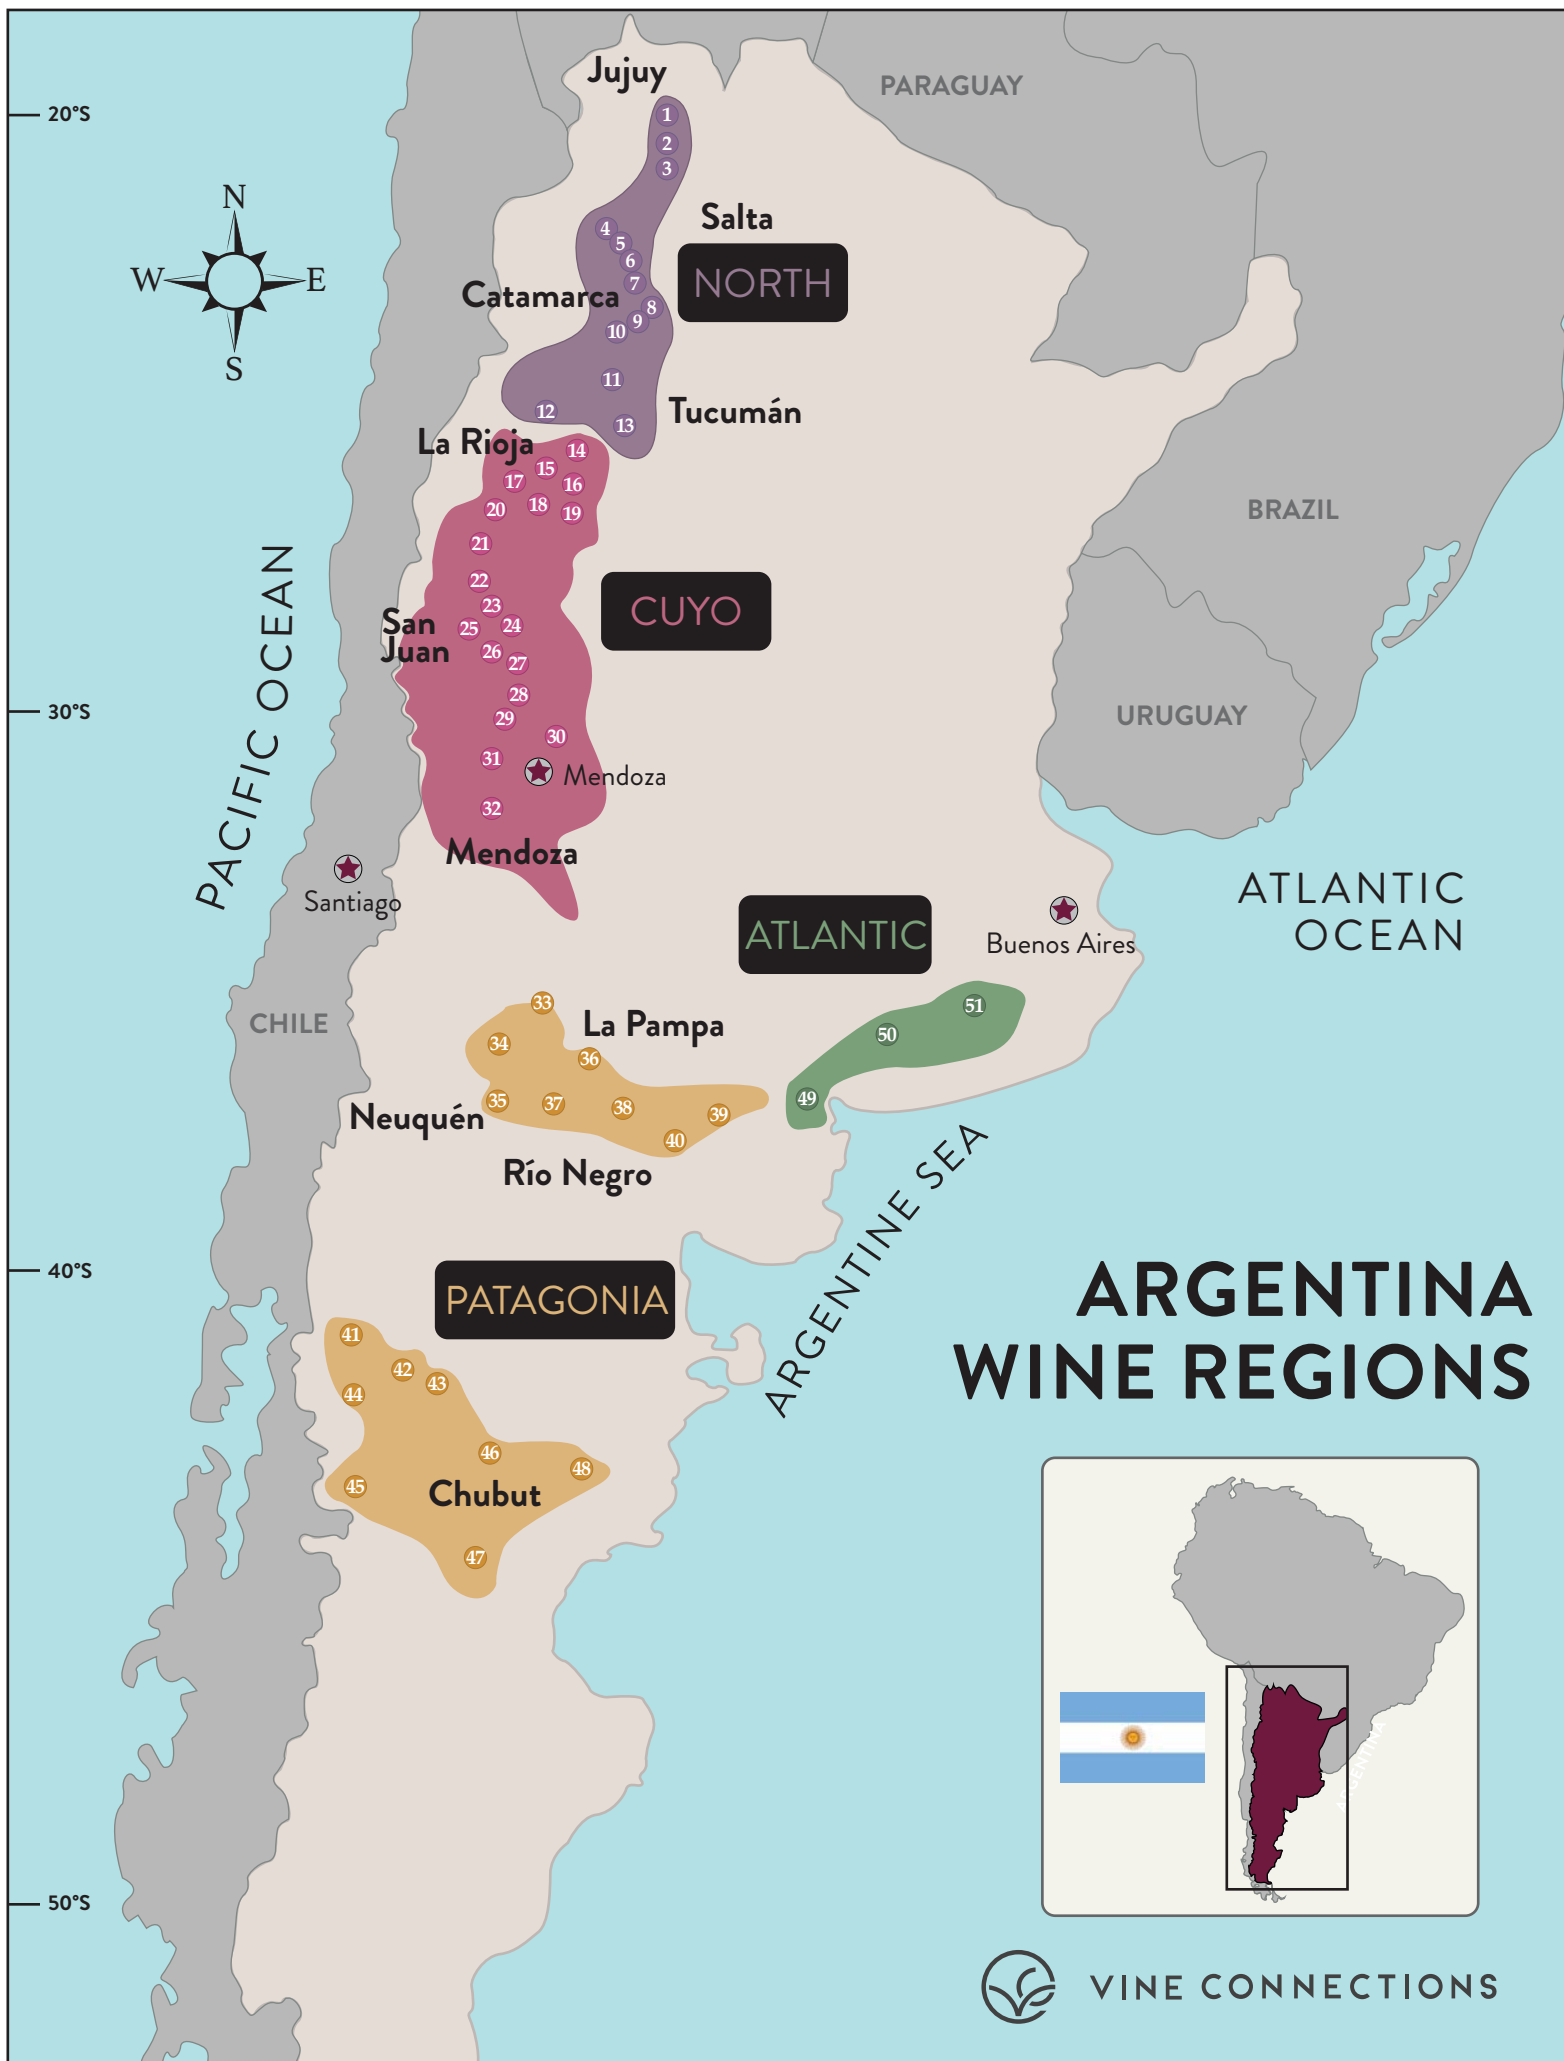 Jujuy
PARAGUAY
20°S
1
2
3
N
W
E
S
Salta
4
5
6
7
NORTH
Catamarca
8
9
10
11
12
13
Tucumán
La Rioja
14
15
16
17
18
19
20
BRAZIL
21
22
23
24
25
San
Juan
CUYO
26
27
28
29
30
31
32
30°S
URUGUAY
PACIFIC OCEAN
Mendoza
Mendoza
Santiago
ATLANTIC
OCEAN
ATLANTIC
Buenos Aires
CHILE
33
34
La Pampa
36
35
37
38
39
40
Neuquén
Río Negro
49
50
51
ARGENTINE SEA
40°S
PATAGONIA
ARGENTINA
WINE REGIONS
41
42
43
44
45
46
48
Chubut
47
ARGENTINA
50°S
VINE CONNECTIONS